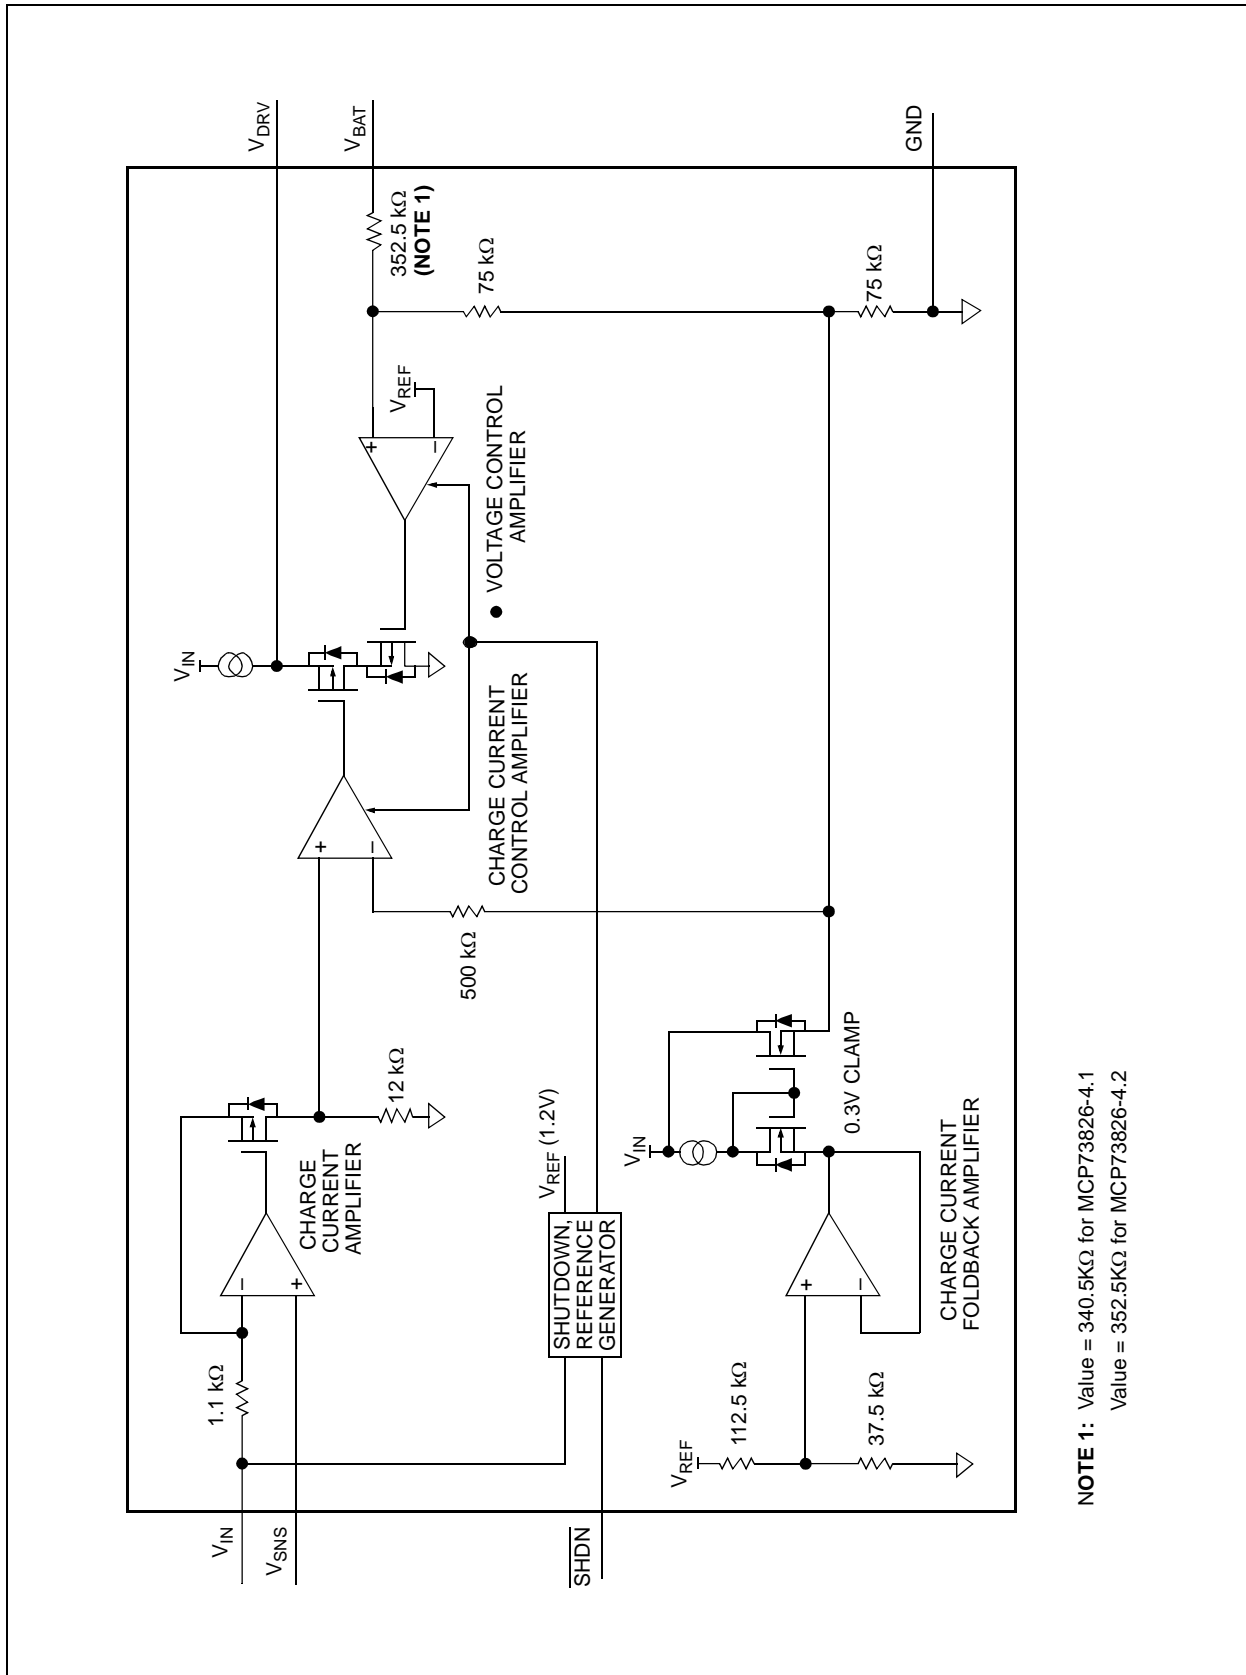 V_DRV
V_BAT
GND
352.5 kΩ
(NOTE 1)
75 kΩ
75 kΩ
V_REF
+
–
VOLTAGE CONTROL
AMPLIFIER
V_IN
+
–
CHARGE CURRENT
CONTROL AMPLIFIER
500 kΩ
12 kΩ
CHARGE
CURRENT
AMPLIFIER
–
+
1.1 kΩ
V_REF (1.2V)
SHUTDOWN,
REFERENCE
GENERATOR
V_IN
0.3V CLAMP
+
–
CHARGE CURRENT
FOLDBACK AMPLIFIER
V_REF
112.5 kΩ
37.5 kΩ
V_IN
V_SNS
SHDN
NOTE 1: Value = 340.5KΩ for MCP73826-4.1
Value = 352.5KΩ for MCP73826-4.2